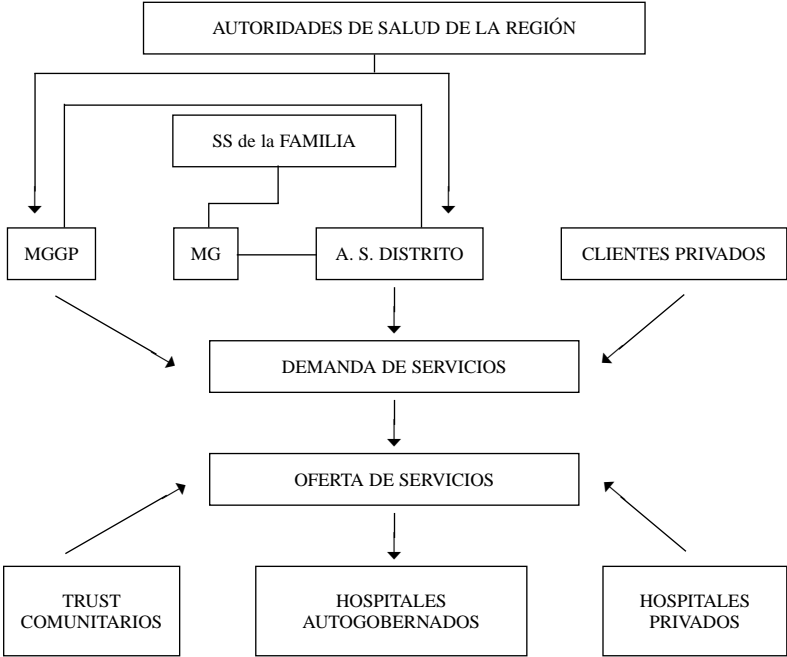 AUTORIDADES DE SALUD DE LA REGIÓN
SS de la FAMILIA
MGGP
MG
A. S. DISTRITO
CLIENTES PRIVADOS
DEMANDA DE SERVICIOS
OFERTA DE SERVICIOS
TRUST
COMUNITARIOS
HOSPITALES
AUTOGOBERNADOS
HOSPITALES
PRIVADOS